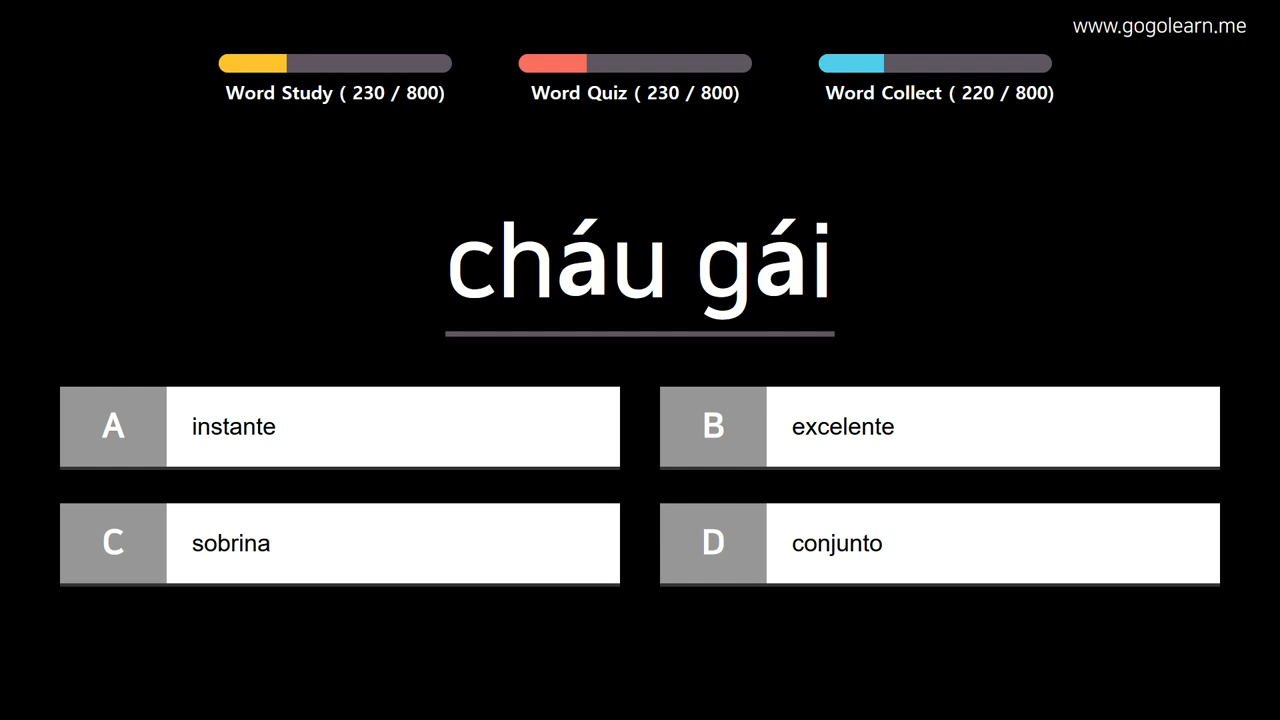 www.gogolearn.me
Word Study ( 230 / 800)
Word Quiz ( 230 / 800)
Word Collect ( 220 / 800)
cháu gái
A instante
B excelente
C sobrina
D conjunto